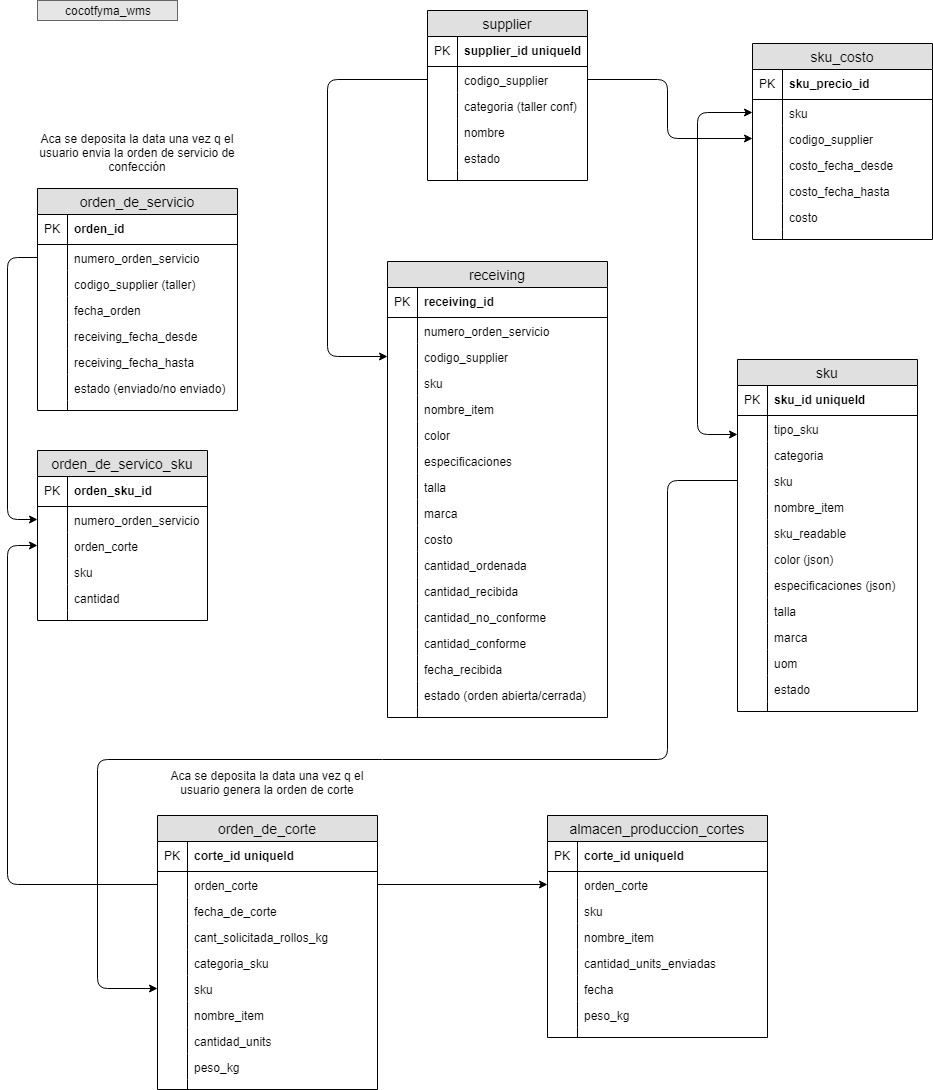 cocotfyma_wms
supplier
PK supplier_id uniqueId
codigo_supplier
categoria (taller conf)
nombre
estado
sku_costo
PK sku_precio_id
sku
codigo_supplier
costo_fecha_desde
costo_fecha_hasta
costo
Aca se deposita la data una vez q el
usuario envia la orden de servicio de
confección
orden_de_servicio
PK orden_id
numero_orden_servicio
codigo_supplier (taller)
fecha_orden
receiving_fecha_desde
receiving_fecha_hasta
estado (enviado/no enviado)
receiving
PK receiving_id
numero_orden_servicio
codigo_supplier
sku
nombre_item
color
especificaciones
talla
marca
costo
cantidad_ordenada
cantidad_recibida
cantidad_no_conforme
cantidad_conforme
fecha_recibida
estado (orden abierta/cerrada)
sku
PK sku_id uniqueId
tipo_sku
categoria
sku
nombre_item
sku_readable
color (json)
especificaciones (json)
talla
marca
uom
estado
orden_de_servico_sku
PK orden_sku_id
numero_orden_servicio
orden_corte
sku
cantidad
Aca se deposita la data una vez q el
usuario genera la orden de corte
orden_de_corte
PK corte_id uniqueId
orden_corte
fecha_de_corte
cant_solicitada_rollos_kg
categoria_sku
sku
nombre_item
cantidad_units
peso_kg
almacen_produccion_cortes
PK corte_id uniqueId
orden_corte
sku
nombre_item
cantidad_units_enviadas
fecha
peso_kg